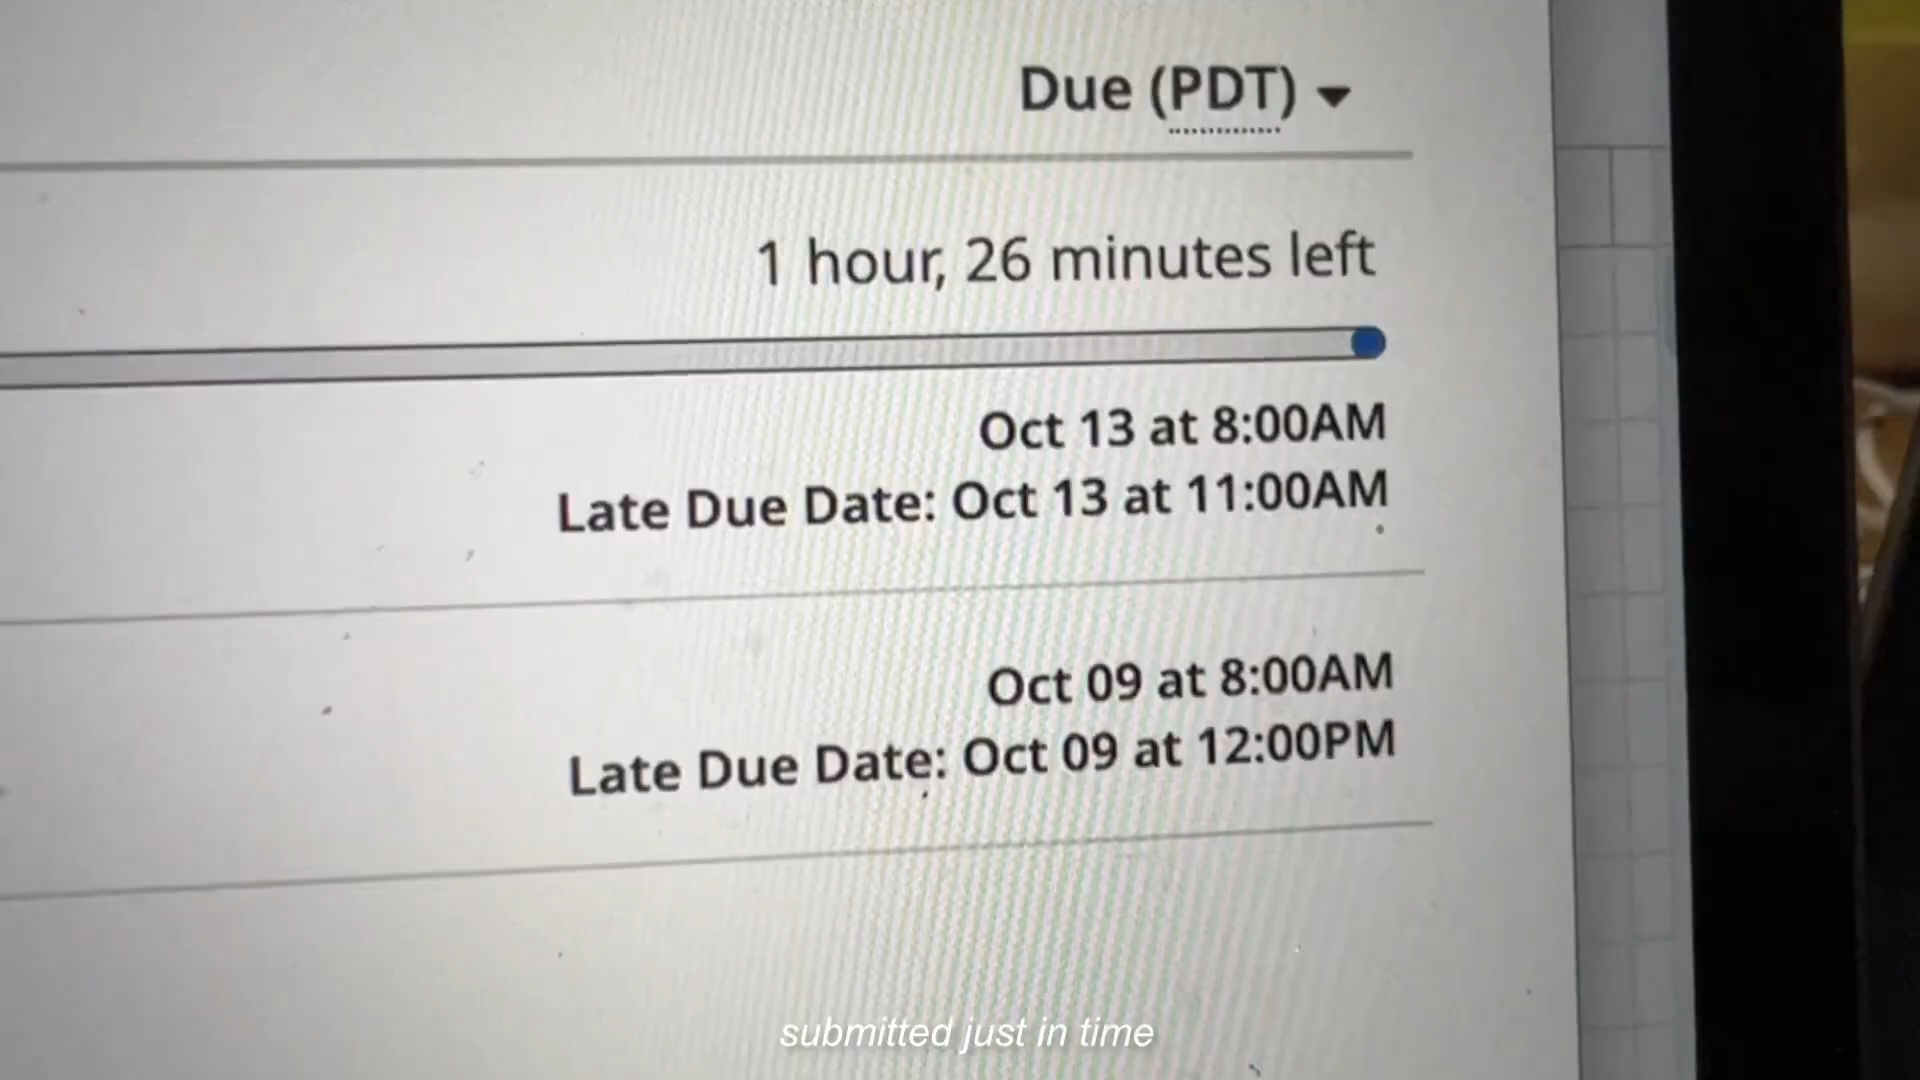 Due (PDT)
1 hour, 26 minutes left
Oct 13 at 8:00AM
Late Due Date: Oct 13 at 11:00AM
Oct 09 at 8:00AM
Late Due Date: Oct 09 at 12:00PM
submitted just in time